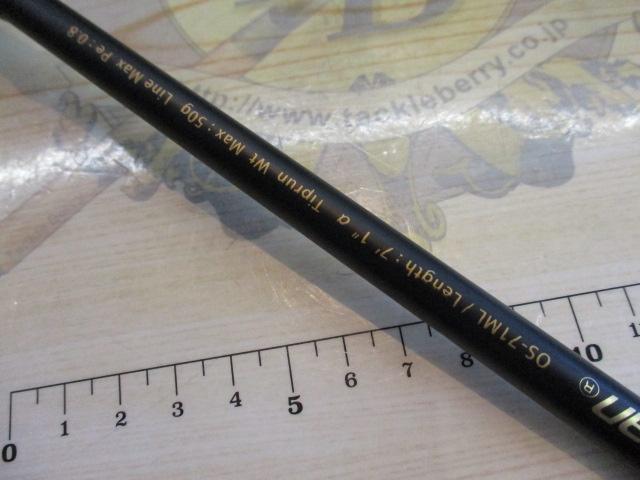 http://www.tackleberry.co.jp
OS-71ML / Length : 7' 1" α Tiprun Wt Max : 50g Line Max Pe : 0.8
an®
0 1 2 3 4 5 6 7 8 10